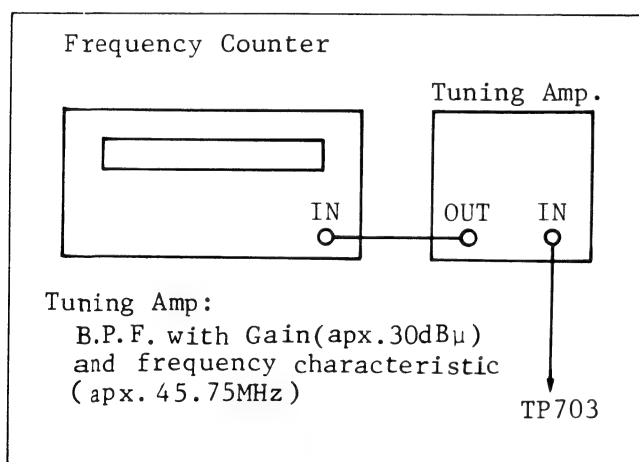 Frequency Counter
Tuning Amp.
IN
OUT
IN
Tuning Amp:
B.P.F. with Gain(apx.30dBµ)
and frequency characteristic
(apx. 45.75MHz)
TP703